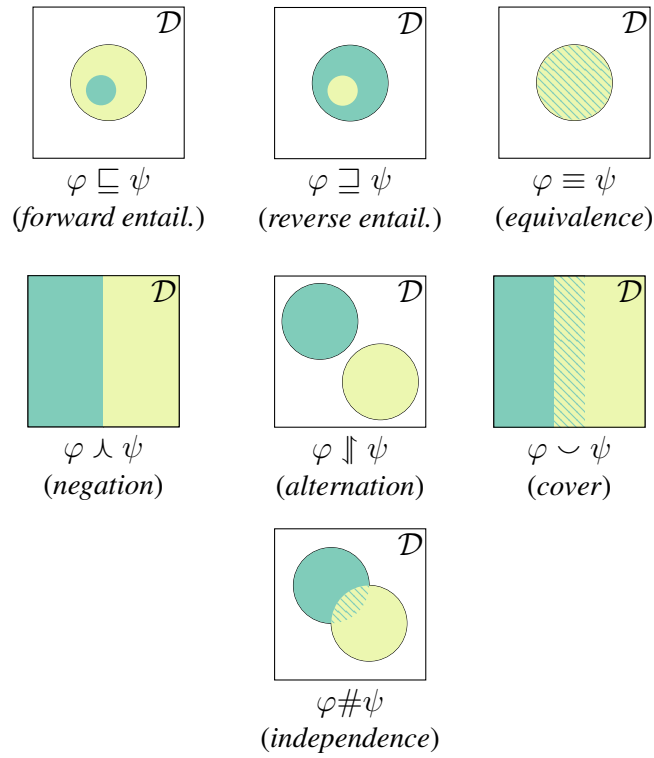 𝒟 𝒟 𝒟
φ ⊑ ψ φ ⊒ ψ φ ≡ ψ
(forward entail.) (reverse entail.) (equivalence)
𝒟 𝒟 𝒟
φ ⋏ ψ φ ⥯ ψ φ ⌣ ψ
(negation) (alternation) (cover)
𝒟
φ#ψ
(independence)